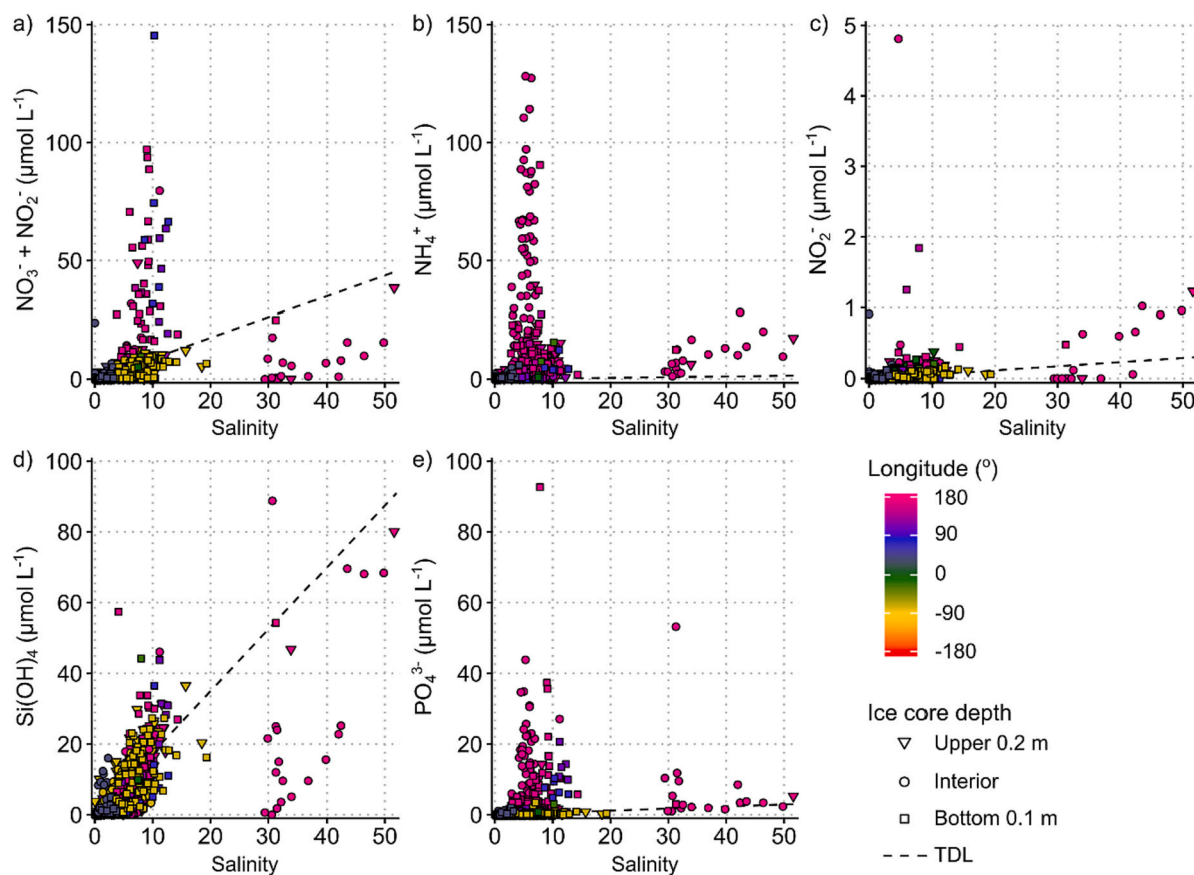 a)
NO₃⁻ + NO₂⁻ (µmol L⁻¹)
150
100
50
0
0 10 20 30 40 50
Salinity
b)
NH₄⁺ (µmol L⁻¹)
150
100
50
0
0 10 20 30 40 50
Salinity
c)
NO₂⁻ (µmol L⁻¹)
5
4
3
2
1
0
0 10 20 30 40 50
Salinity
d)
Si(OH)₄ (µmol L⁻¹)
100
80
60
40
20
0
0 10 20 30 40 50
Salinity
e)
PO₄³⁻ (µmol L⁻¹)
100
80
60
40
20
0
0 10 20 30 40 50
Salinity
Longitude (º)
180
90
0
-90
-180
Ice core depth
Upper 0.2 m
Interior
Bottom 0.1 m
TDL